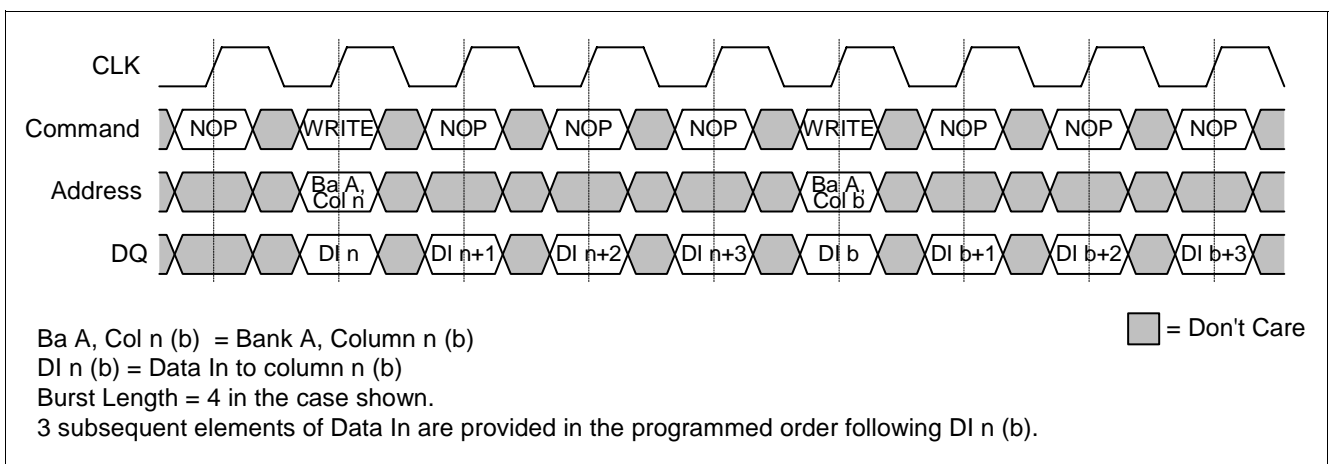 CLK
Command NOP WRITE NOP NOP NOP WRITE NOP NOP NOP
Address Ba A, Col n Ba A, Col b
DQ DI n DI n+1 DI n+2 DI n+3 DI b DI b+1 DI b+2 DI b+3
Ba A, Col n (b) = Bank A, Column n (b)
= Don't Care
DI n (b) = Data In to column n (b)
Burst Length = 4 in the case shown.
3 subsequent elements of Data In are provided in the programmed order following DI n (b).